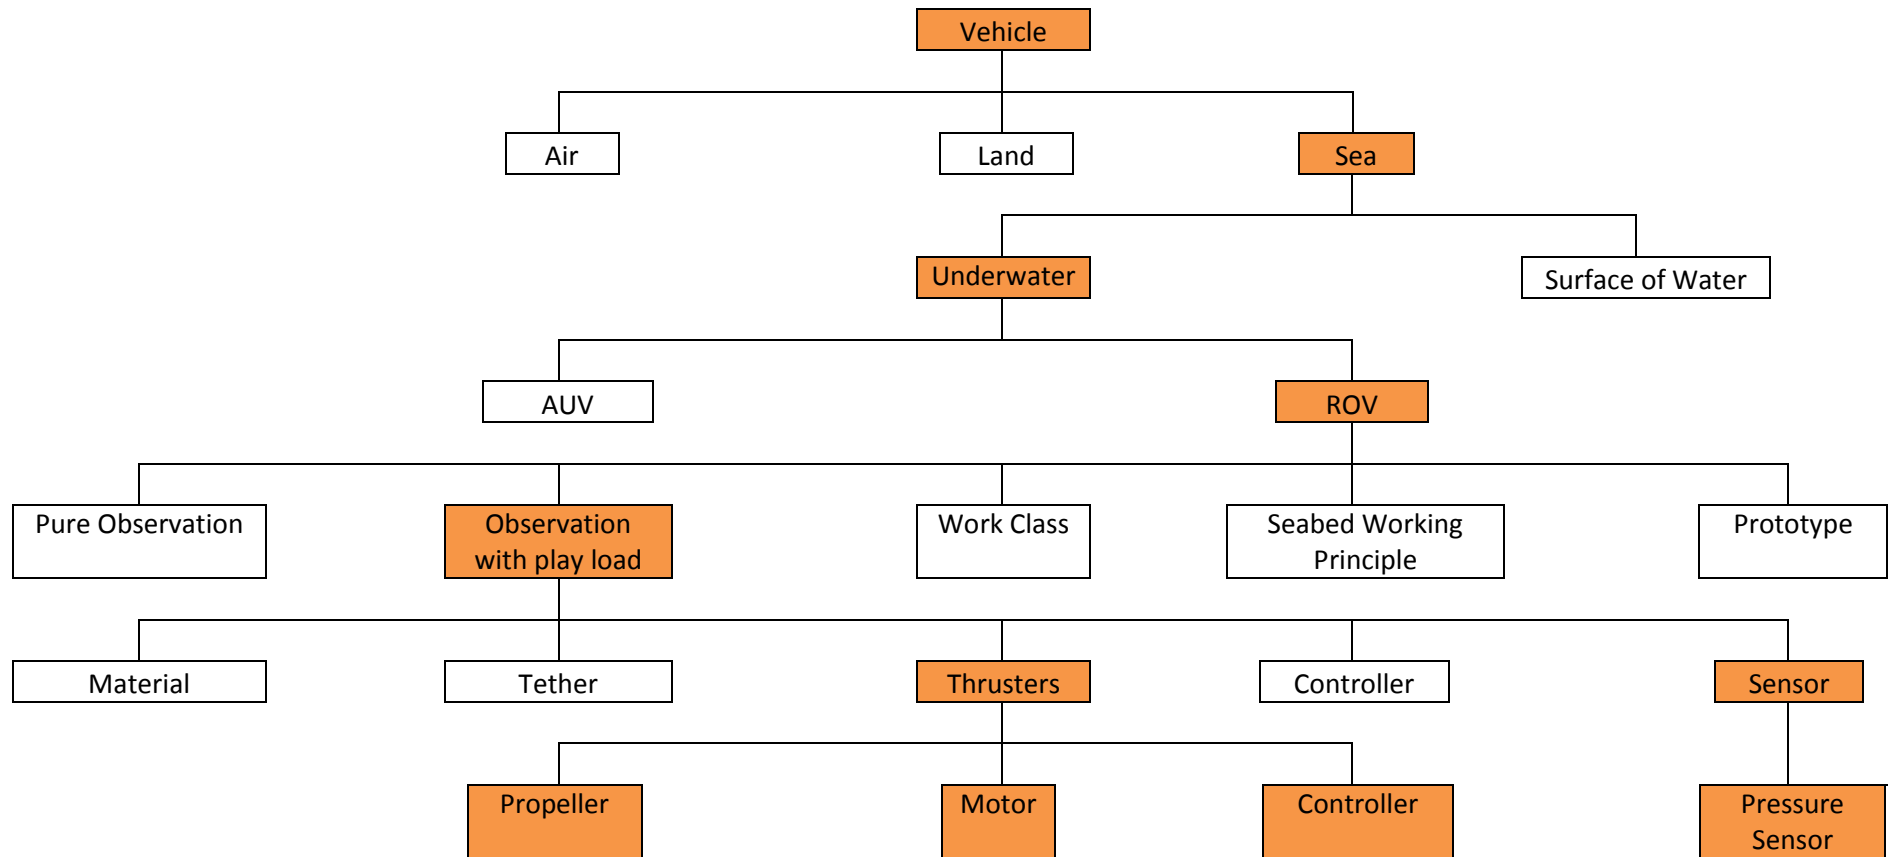 Vehicle
Air
Land
Sea
Underwater
Surface of Water
AUV
ROV
Pure Observation
Observation
with play load
Work Class
Seabed Working
Principle
Prototype
Material
Tether
Thrusters
Controller
Sensor
Propeller
Motor
Controller
Pressure
Sensor